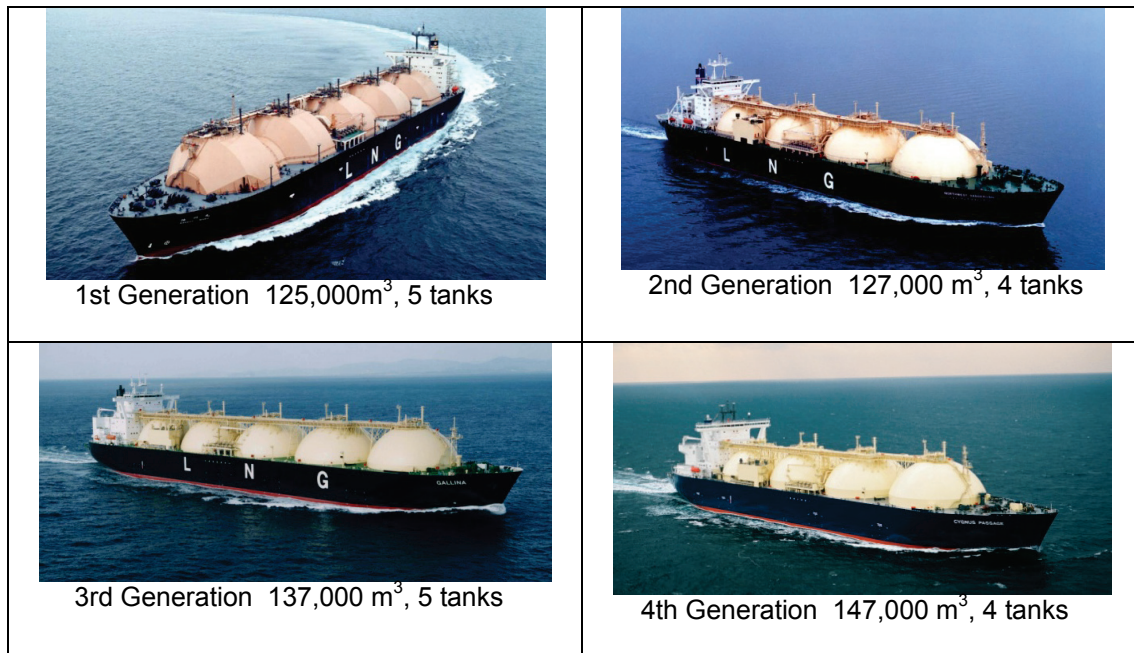 L N G
1st Generation 125,000m³, 5 tanks
L N G
2nd Generation 127,000 m³, 4 tanks
L N G
GALLINA
3rd Generation 137,000 m³, 5 tanks
CYGNUS PASSAGE
4th Generation 147,000 m³, 4 tanks